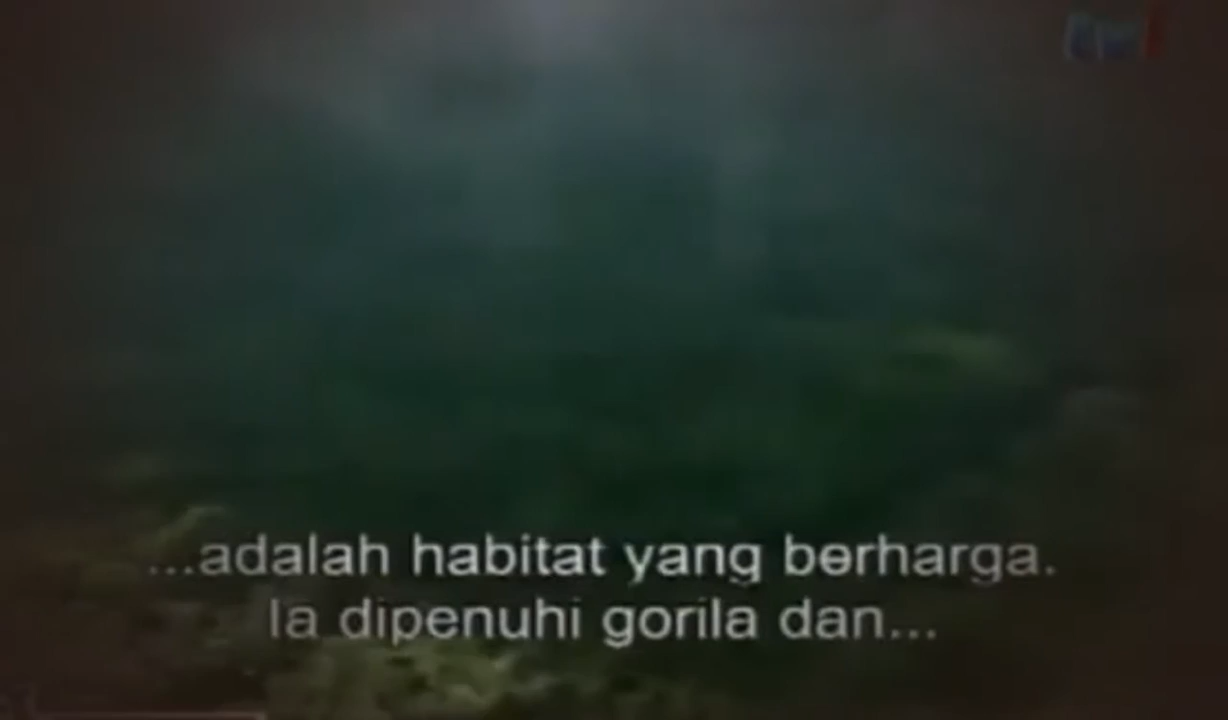 ...adalah habitat yang berharga.
Ia dipenuhi gorila dan...